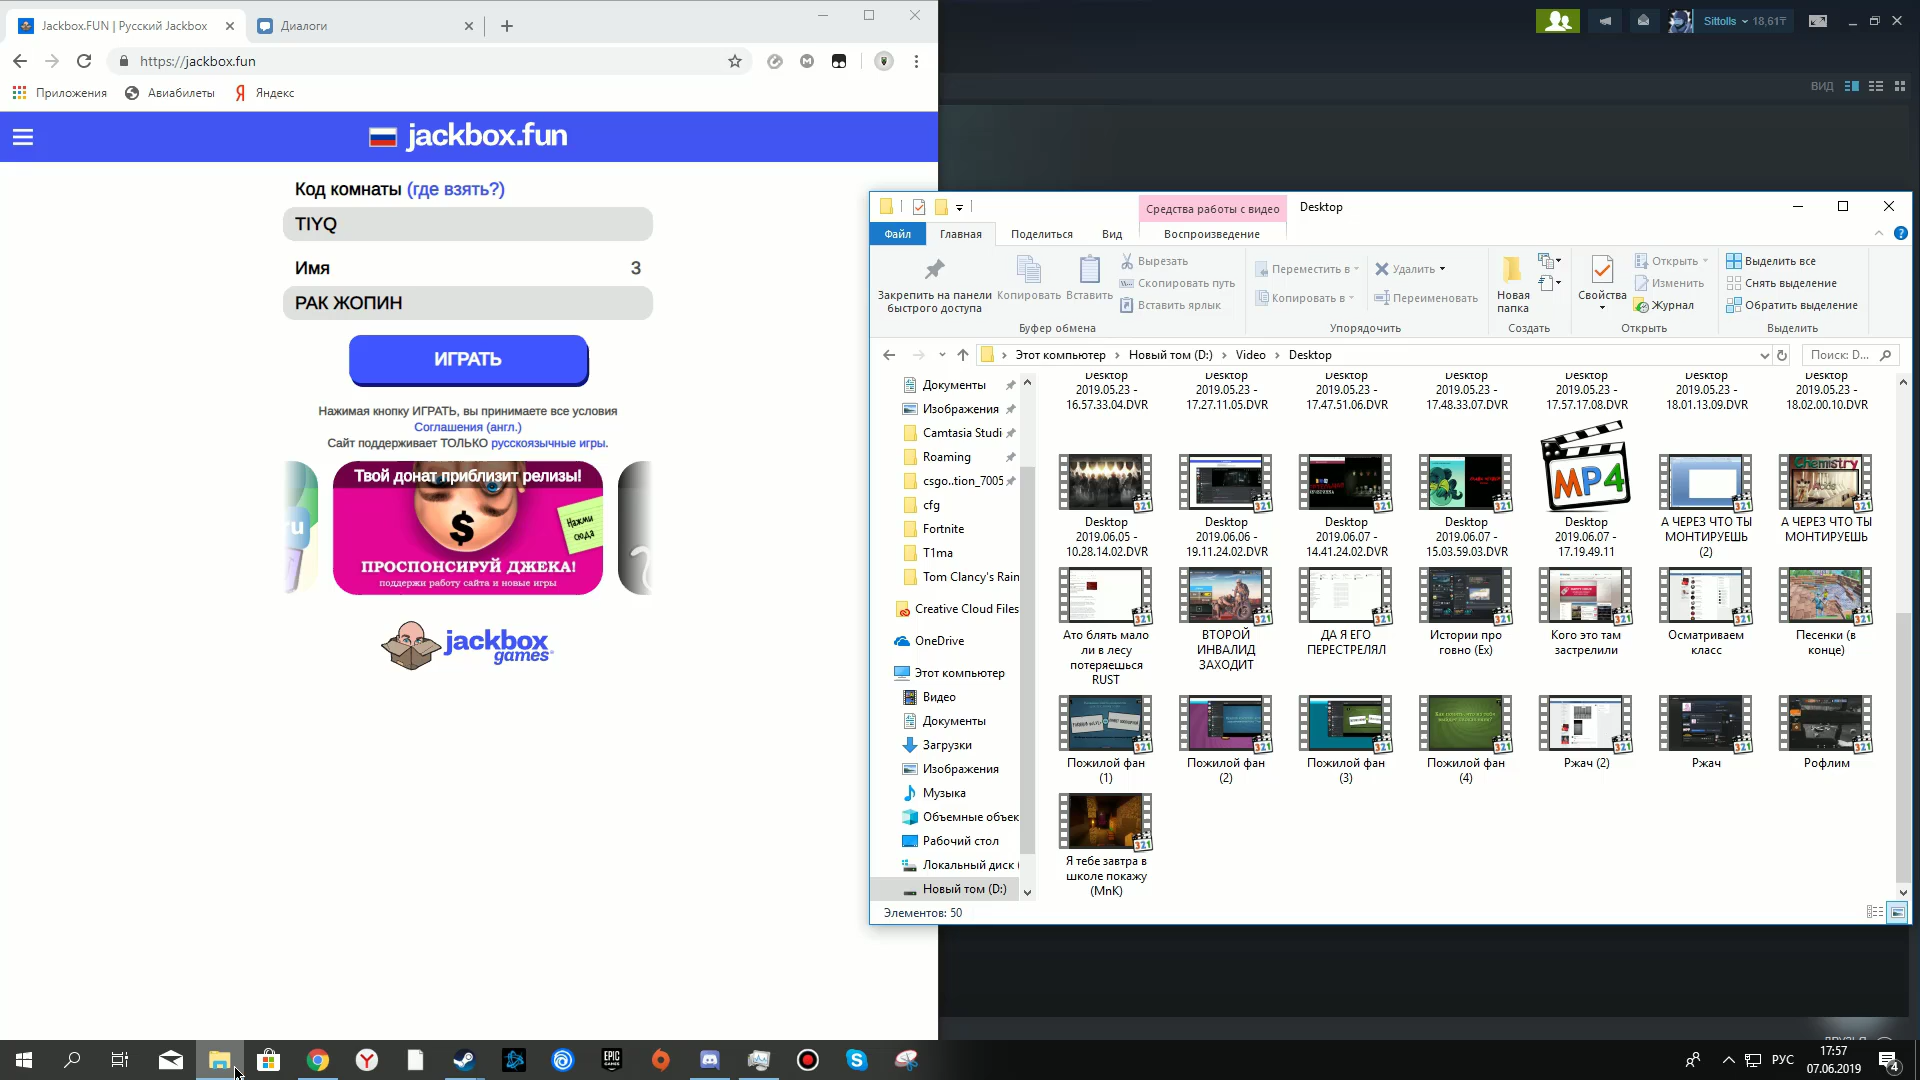 Jackbox.FUN | Русский Jackbox
Диалоги
https://jackbox.fun
Приложения
Авиабилеты
Яндекс
jackbox.fun
Код комнаты (где взять?)
TIYQ
Имя 3
РАК ЖОПИН
ИГРАТЬ
Нажимая кнопку ИГРАТЬ, вы принимаете все условия
Соглашения (англ.)
Сайт поддерживает ТОЛЬКО русскоязычные игры.
Твой донат приблизит релизы!
ru
$
Нажми
сюда
ПРОСПОНСИРУЙ ДЖЕКА!
поддержи работу сайта и новые игры
jackbox
games
Sittolls 18,61₸
ВИД
Средства работы с видео
Desktop
Файл
Главная
Поделиться
Вид
Воспроизведение
Закрепить на панели
быстрого доступа
Копировать
Вставить
Вырезать
Скопировать путь
Вставить ярлык
Буфер обмена
Переместить в
Копировать в
Удалить
Переименовать
Упорядочить
Новая
папка
Создать
Свойства
Открыть
Изменить
Журнал
Открыть
Выделить все
Снять выделение
Обратить выделение
Выделить
Этот компьютер
Новый том (D:)
Video
Desktop
Поиск: D...
Документы
Изображения
Camtasia Studi
Roaming
csgo..tion_7005
cfg
Fortnite
T1ma
Tom Clancy's Rain
Creative Cloud Files
OneDrive
Этот компьютер
Видео
Документы
Загрузки
Изображения
Музыка
Объемные объек
Рабочий стол
Локальный диск (
Новый том (D:)
Desktop
2019.05.23 -
16.57.33.04.DVR
Desktop
2019.05.23 -
17.27.11.05.DVR
Desktop
2019.05.23 -
17.47.51.06.DVR
Desktop
2019.05.23 -
17.48.33.07.DVR
Desktop
2019.05.23 -
17.57.17.08.DVR
Desktop
2019.05.23 -
18.01.13.09.DVR
Desktop
2019.05.23 -
18.02.00.10.DVR
MP4
Chemistry
Desktop
2019.06.05 -
10.28.14.02.DVR
Desktop
2019.06.06 -
19.11.24.02.DVR
Desktop
2019.06.07 -
14.41.24.02.DVR
Desktop
2019.06.07 -
15.03.59.03.DVR
Desktop
2019.06.07 -
17.19.49.11
А ЧЕРЕЗ ЧТО ТЫ
МОНТИРУЕШЬ
(2)
А ЧЕРЕЗ ЧТО ТЫ
МОНТИРУЕШЬ
Ато блять мало
ли в лесу
потеряешься
RUST
ВТОРОЙ
ИНВАЛИД
ЗАХОДИТ
ДА Я ЕГО
ПЕРЕСТРЕЛЯЛ
Истории про
говно (Ex)
Кого это там
застрелили
Осматриваем
класс
Песенки (в
конце)
Пожилой фан
(1)
Пожилой фан
(2)
Пожилой фан
(3)
Пожилой фан
(4)
Ржач (2)
Ржач
Рофлим
Я тебе завтра в
школе покажу
(MnK)
Элементов: 50
EPIC
GAMES
РУС
17:57
07.06.2019
4